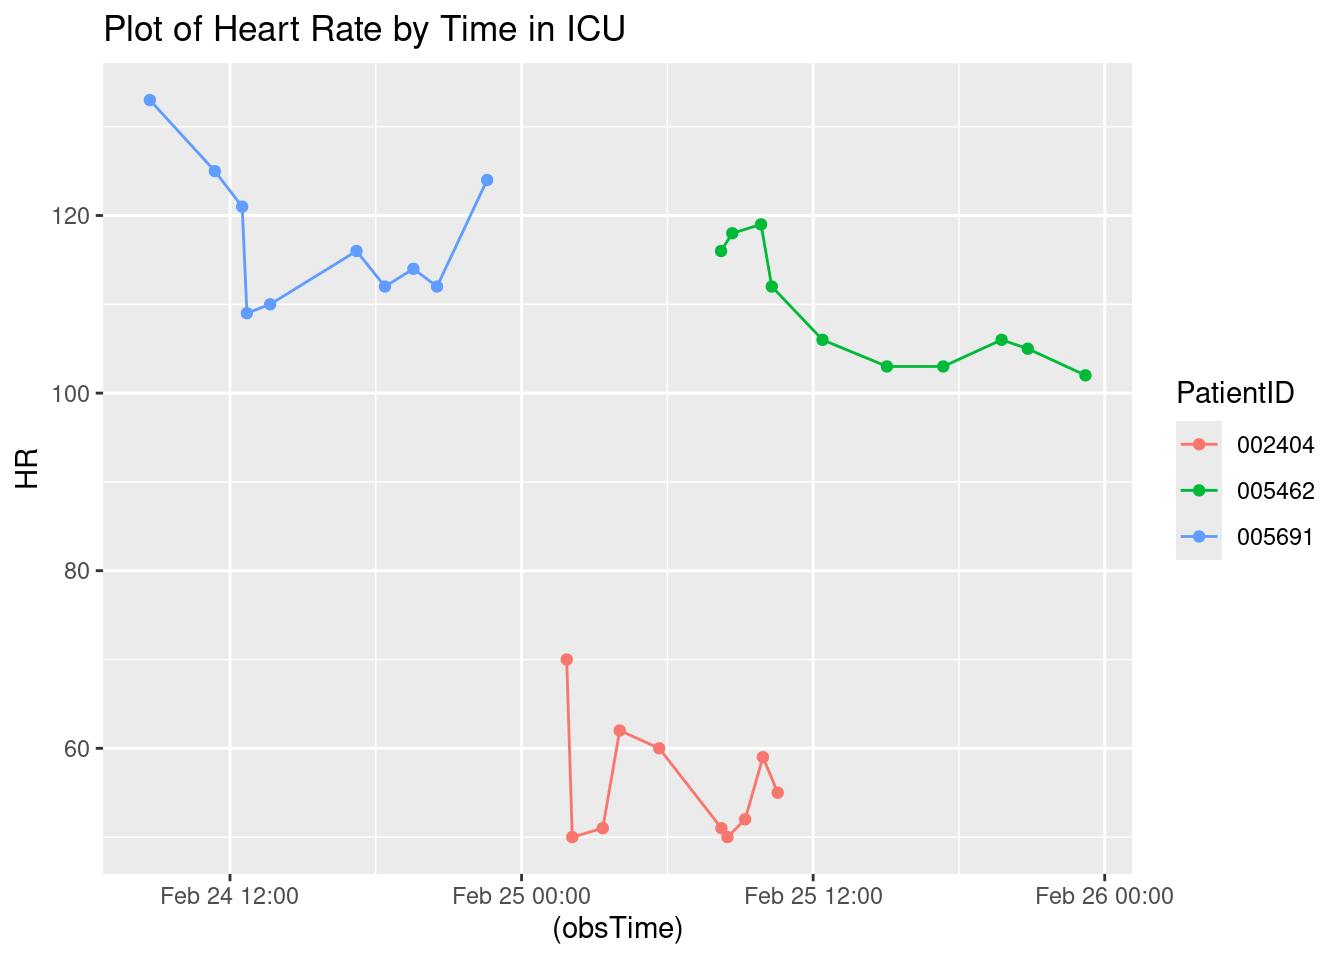 Plot of Heart Rate by Time in ICU
120
100
80
60
HR
Feb 24 12:00 Feb 25 00:00 Feb 25 12:00 Feb 26 00:00
(obsTime)
PatientID
002404
005462
005691